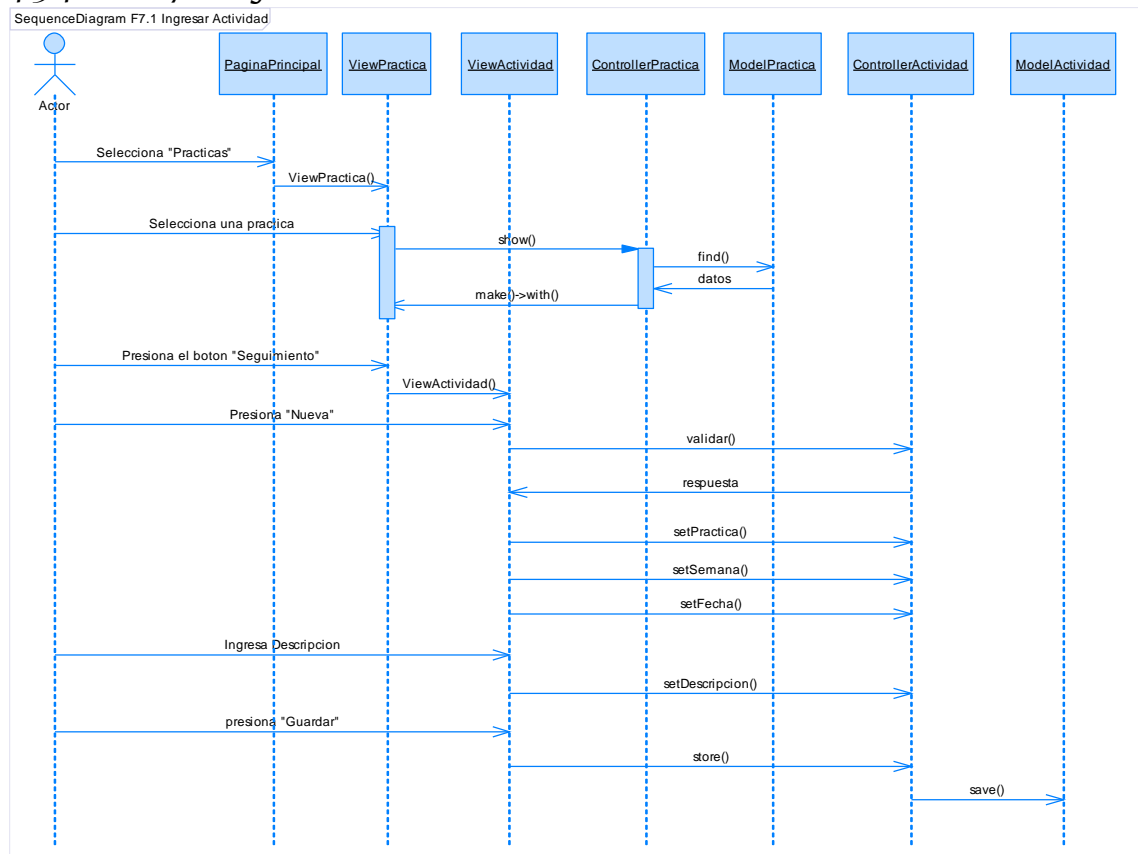 SequenceDiagram F7.1 Ingresar Actividad
Actor
PaginaPrincipal
ViewPractica
ViewActividad
ControllerPractica
ModelPractica
ControllerActividad
ModelActividad
Selecciona "Practicas"
ViewPractica()
Selecciona una practica
show()
find()
datos
make()->with()
Presiona el boton "Seguimiento"
ViewActividad()
Presiona "Nueva"
validar()
respuesta
setPractica()
setSemana()
setFecha()
Ingresa Descripcion
setDescripcion()
presiona "Guardar"
store()
save()